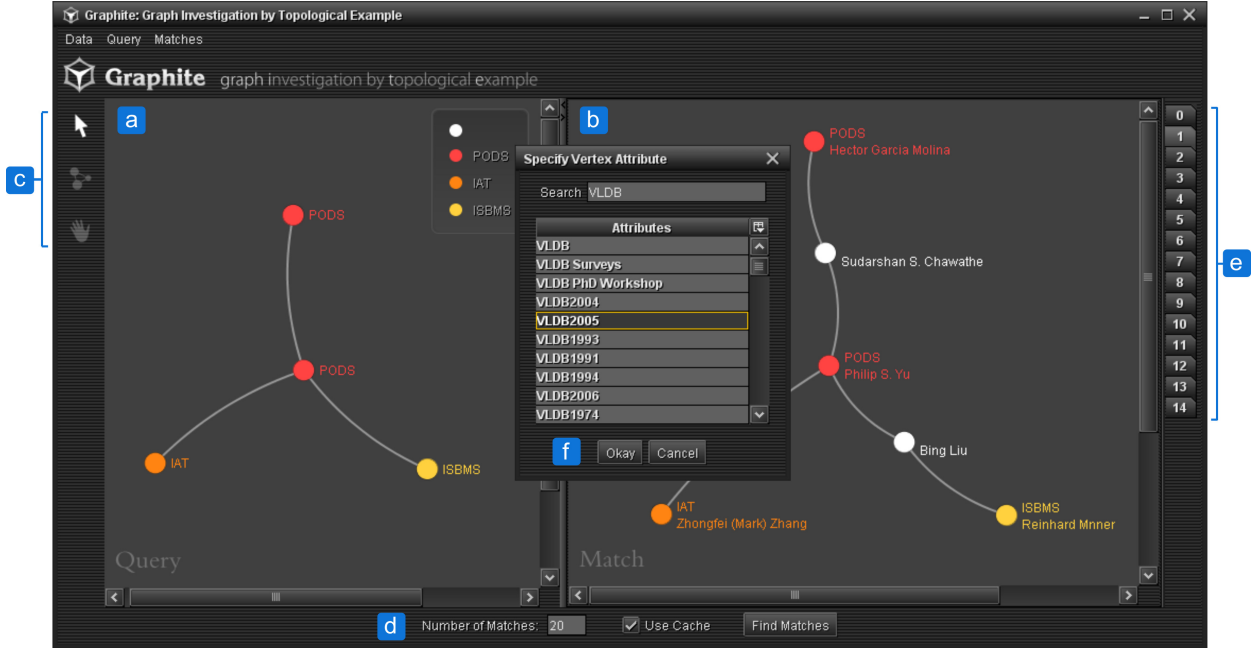 Graphite: Graph Investigation by Topological Example
Data Query Matches
Graphite graph investigation by topological example
a
PODS
IAT
ISBMS
PODS
PODS
IAT
ISBMS
Query
b
PODS
Hector Garcia Molina
Sudarshan S. Chawathe
PODS
Philip S. Yu
Bing Liu
IAT
Zhongfei (Mark) Zhang
ISBMS
Reinhard Mnner
Match
c
Specify Vertex Attribute
Search VLDB
Attributes
VLDB
VLDB Surveys
VLDB PhD Workshop
VLDB2004
VLDB2005
VLDB1993
VLDB1991
VLDB1994
VLDB2006
VLDB1974
f
Okay Cancel
0
1
2
3
4
5
6
7
8
9
10
11
12
13
14
e
d
Number of Matches: 20 Use Cache Find Matches